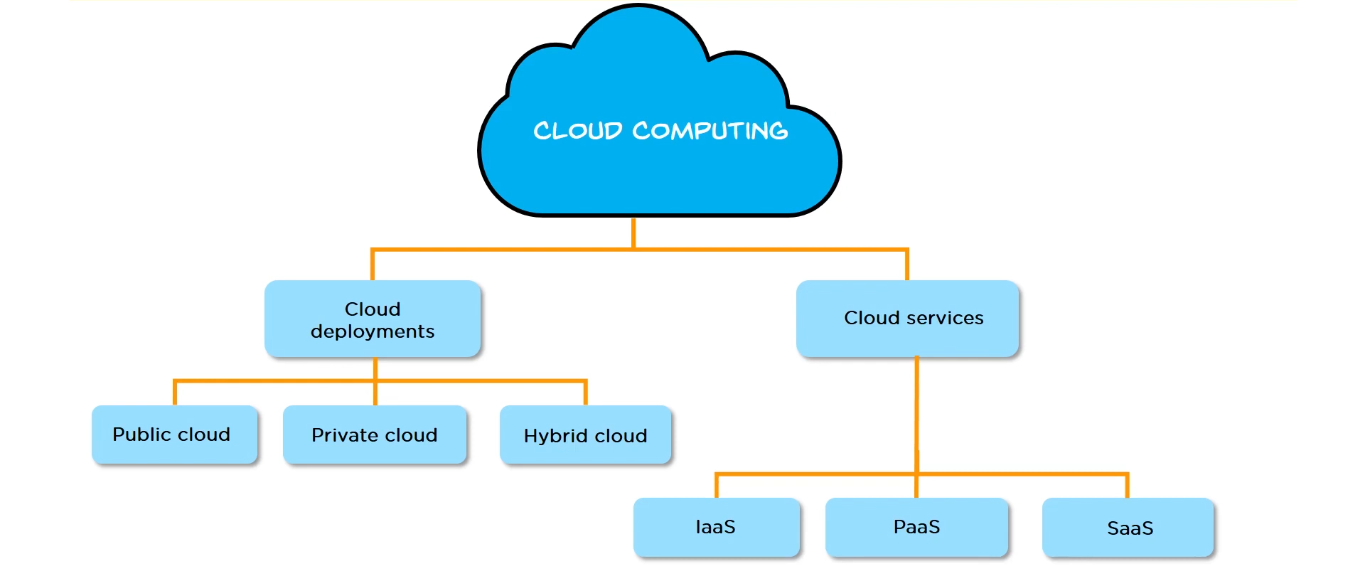 CLOUD COMPUTING
Cloud
deployments
Cloud services
Public cloud
Private cloud
Hybrid cloud
IaaS
PaaS
SaaS